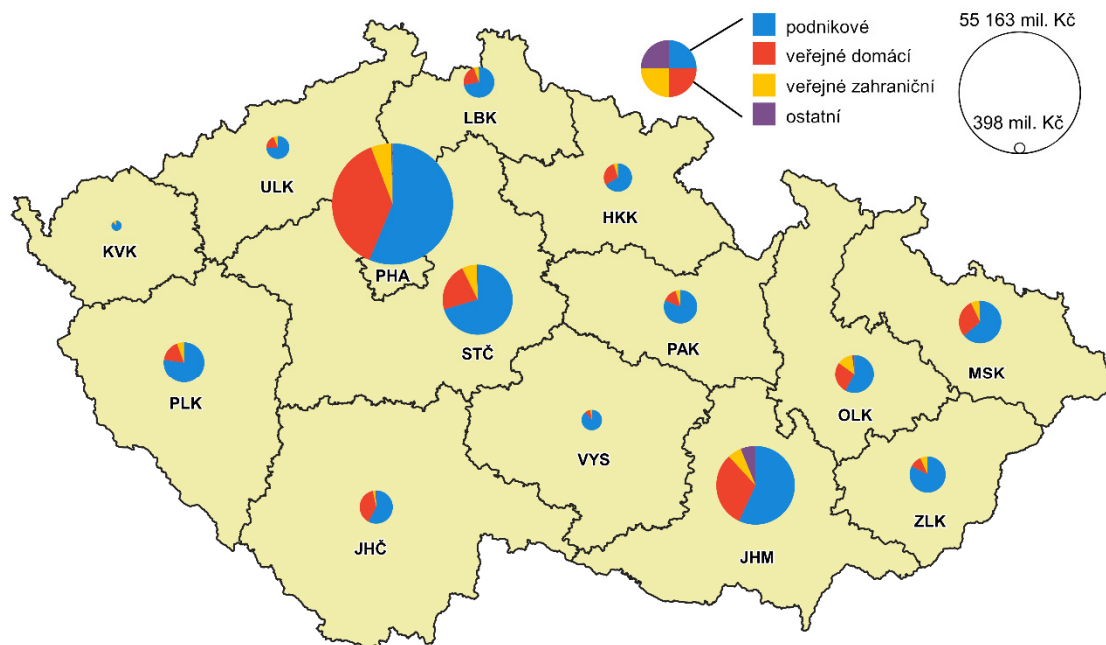 55 163 mil. Kč
podnikové
veřejné domácí
veřejné zahraniční
ostatní
398 mil. Kč
LBK
ULK
HKK
KVK
PHA
STČ
PAK
MSK
PLK
OLK
VYS
ZLK
JHČ
JHM